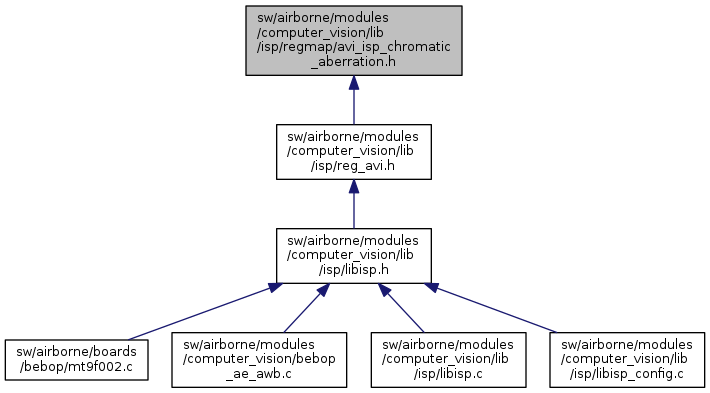 sw/airborne/modules
/computer_vision/lib
/isp/regmap/avi_isp_chromatic
_aberration.h
sw/airborne/modules
/computer_vision/lib
/isp/reg_avi.h
sw/airborne/modules
/computer_vision/lib
/isp/libisp.h
sw/airborne/boards
/bebop/mt9f002.c
sw/airborne/modules
/computer_vision/bebop
_ae_awb.c
sw/airborne/modules
/computer_vision/lib
/isp/libisp.c
sw/airborne/modules
/computer_vision/lib
/isp/libisp_config.c